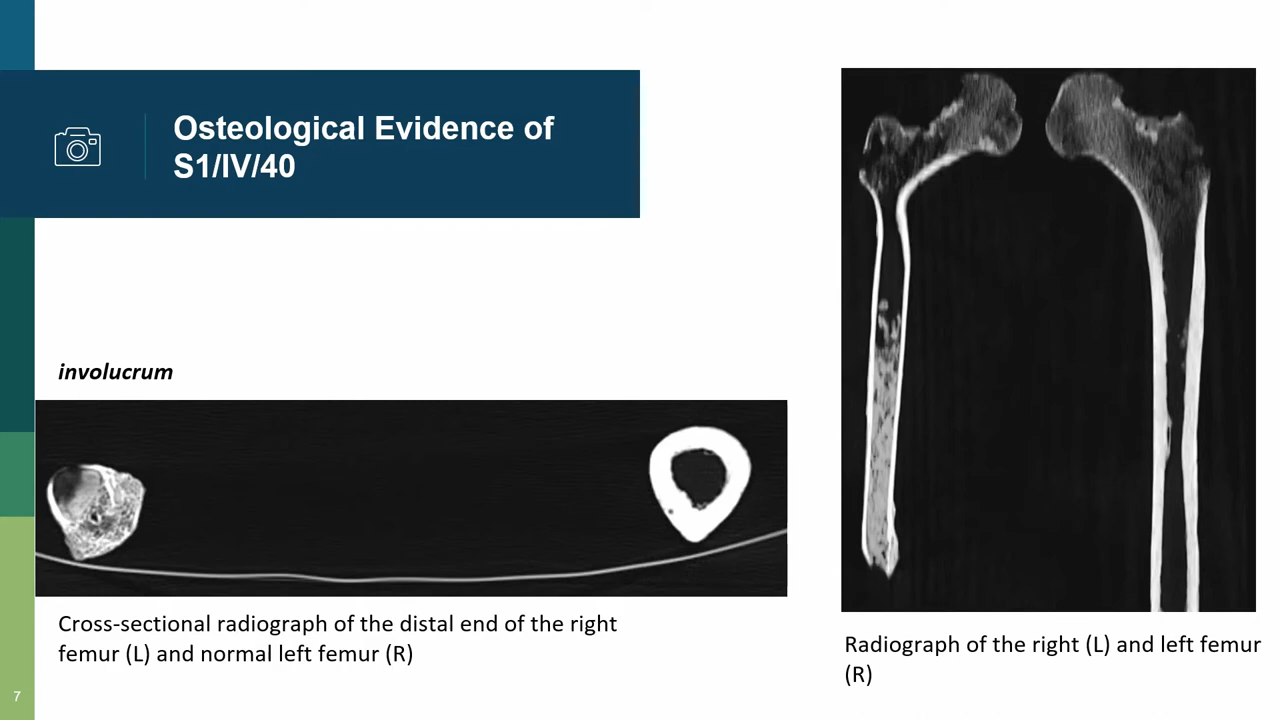 Osteological Evidence of
S1/IV/40
involucrum
Cross-sectional radiograph of the distal end of the right
femur (L) and normal left femur (R)
Radiograph of the right (L) and left femur
(R)
7